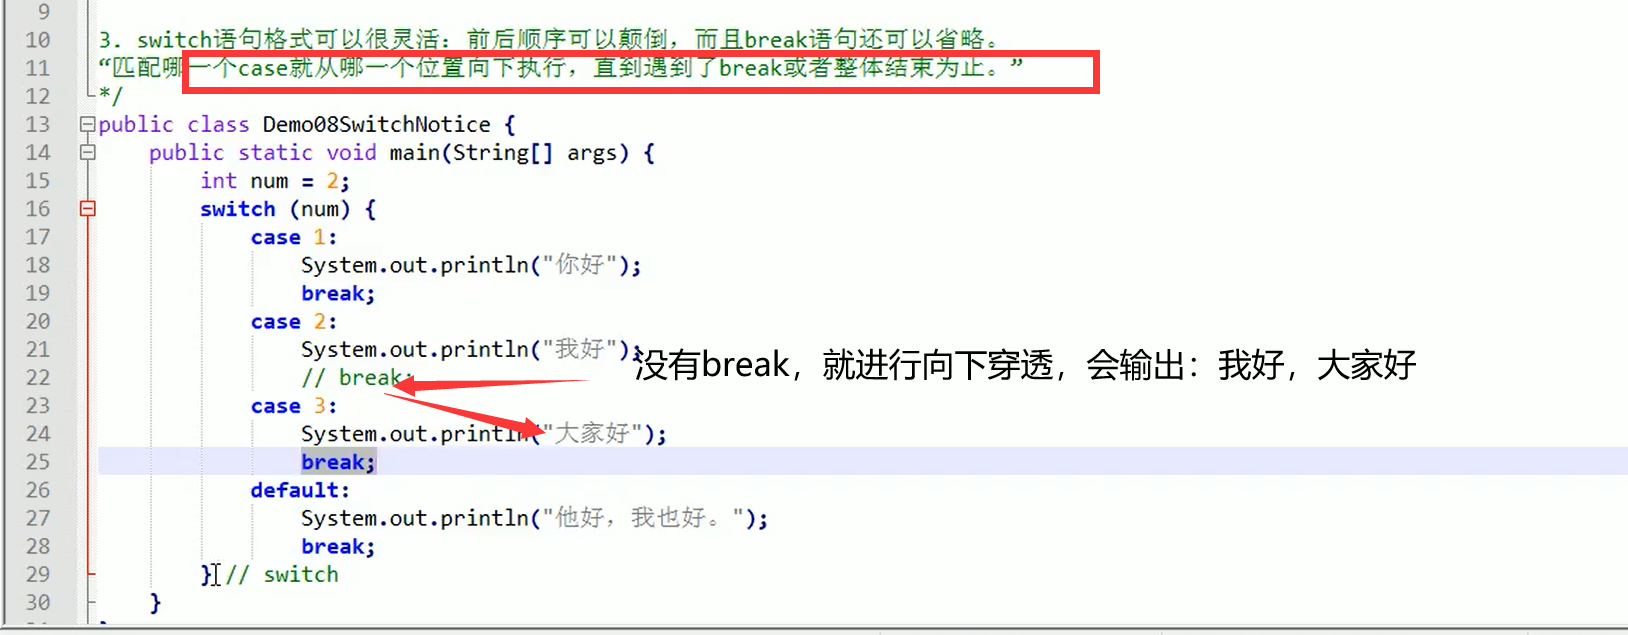 9
10 3. switch语句格式可以很灵活：前后顺序可以颠倒，而且break语句还可以省略。
11 “匹配哪一个case就从哪一个位置向下执行，直到遇到了break或者整体结束为止。”
12 */
13 public class Demo08SwitchNotice {
14 public static void main(String[] args) {
15 int num = 2;
16 switch (num) {
17 case 1:
18 System.out.println("你好");
19 break;
20 case 2:
21 System.out.println("我好");
没有break，就进行向下穿透，会输出：我好，大家好
22 // break;
23 case 3:
24 System.out.println("大家好");
25 break;
26 default:
27 System.out.println("他好，我也好。");
28 break;
29 } // switch
30 }